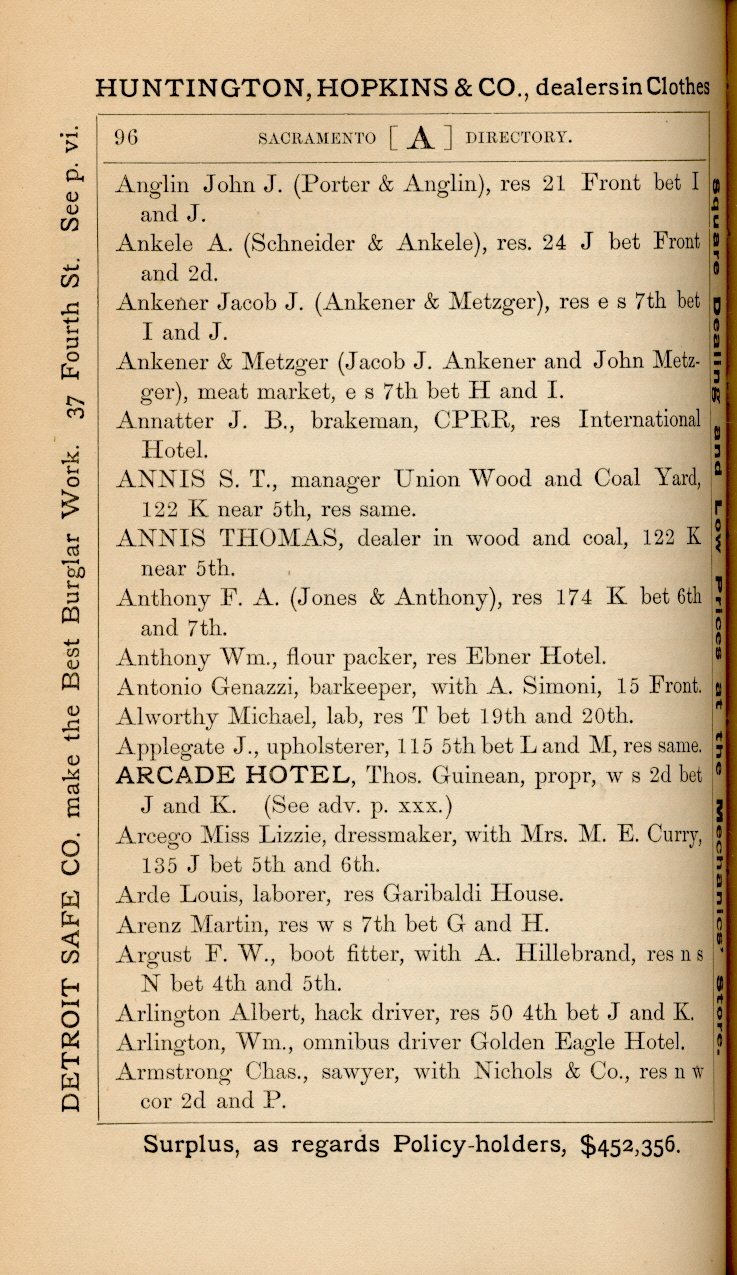 HUNTINGTON, HOPKINS & CO., dealers in Clothes
96 SACRAMENTO [ A ] DIRECTORY.
Anglin John J. (Porter & Anglin), res 21 Front bet I
and J.
Ankele A. (Schneider & Ankele), res. 24 J bet Front
and 2d.
Ankener Jacob J. (Ankener & Metzger), res e s 7th bet
I and J.
Ankener & Metzger (Jacob J. Ankener and John Metz-
ger), meat market, e s 7th bet H and I.
Annatter J. B., brakeman, CPRR, res International
Hotel.
ANNIS S. T., manager Union Wood and Coal Yard,
122 K near 5th, res same.
ANNIS THOMAS, dealer in wood and coal, 122 K
near 5th.
Anthony F. A. (Jones & Anthony), res 174 K bet 6th
and 7th.
Anthony Wm., flour packer, res Ebner Hotel.
Antonio Genazzi, barkeeper, with A. Simoni, 15 Front.
Alworthy Michael, lab, res T bet 19th and 20th.
Applegate J., upholsterer, 115 5th bet L and M, res same.
ARCADE HOTEL, Thos. Guinean, propr, w s 2d bet
J and K. (See adv. p. xxx.)
Arcego Miss Lizzie, dressmaker, with Mrs. M. E. Curry,
135 J bet 5th and 6th.
Arde Louis, laborer, res Garibaldi House.
Arenz Martin, res w s 7th bet G and H.
Argust F. W., boot fitter, with A. Hillebrand, res n s
N bet 4th and 5th.
Arlington Albert, hack driver, res 50 4th bet J and K.
Arlington, Wm., omnibus driver Golden Eagle Hotel.
Armstrong Chas., sawyer, with Nichols & Co., res n w
cor 2d and P.
Surplus, as regards Policy-holders, $452,356.
DETROIT SAFE CO. make the Best Burglar Work. 37 Fourth St. See p. vi.
Square Dealing and Low Prices at the Mechanics' Store.